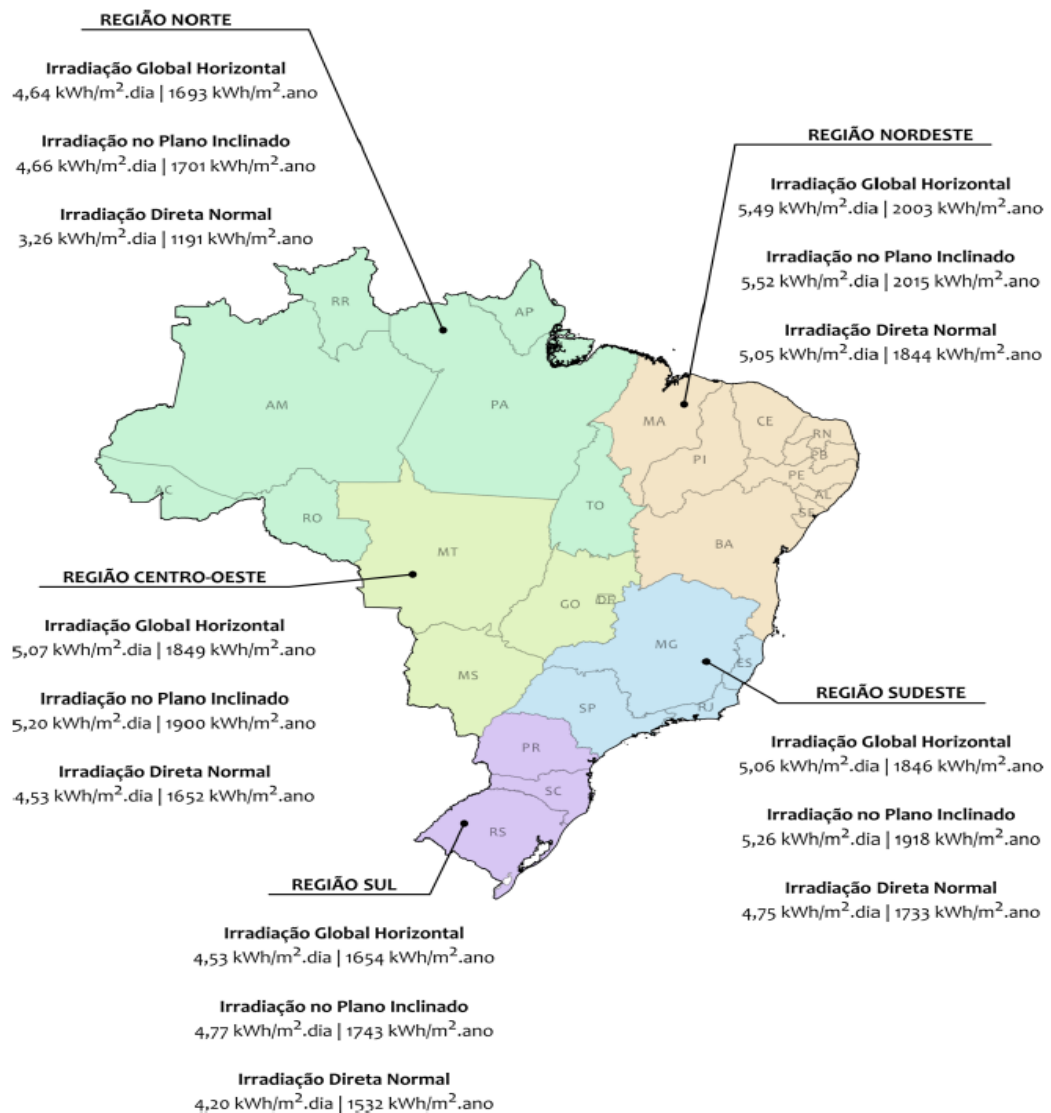 REGIÃO NORTE
Irradiação Global Horizontal
4,64 kWh/m².dia | 1693 kWh/m².ano
Irradiação no Plano Inclinado
4,66 kWh/m².dia | 1701 kWh/m².ano
Irradiação Direta Normal
3,26 kWh/m².dia | 1191 kWh/m².ano
REGIÃO NORDESTE
Irradiação Global Horizontal
5,49 kWh/m².dia | 2003 kWh/m².ano
Irradiação no Plano Inclinado
5,52 kWh/m².dia | 2015 kWh/m².ano
Irradiação Direta Normal
5,05 kWh/m².dia | 1844 kWh/m².ano
RR
AP
AM
PA
MA
CE
RN
PB
PI
PE
AL
AC
TO
SE
RO
BA
MT
GO
DF
MG
ES
MS
SP
RJ
PR
SC
RS
REGIÃO CENTRO-OESTE
Irradiação Global Horizontal
5,07 kWh/m².dia | 1849 kWh/m².ano
Irradiação no Plano Inclinado
5,20 kWh/m².dia | 1900 kWh/m².ano
Irradiação Direta Normal
4,53 kWh/m².dia | 1652 kWh/m².ano
REGIÃO SUDESTE
Irradiação Global Horizontal
5,06 kWh/m².dia | 1846 kWh/m².ano
Irradiação no Plano Inclinado
5,26 kWh/m².dia | 1918 kWh/m².ano
Irradiação Direta Normal
4,75 kWh/m².dia | 1733 kWh/m².ano
REGIÃO SUL
Irradiação Global Horizontal
4,53 kWh/m².dia | 1654 kWh/m².ano
Irradiação no Plano Inclinado
4,77 kWh/m².dia | 1743 kWh/m².ano
Irradiação Direta Normal
4,20 kWh/m².dia | 1532 kWh/m².ano